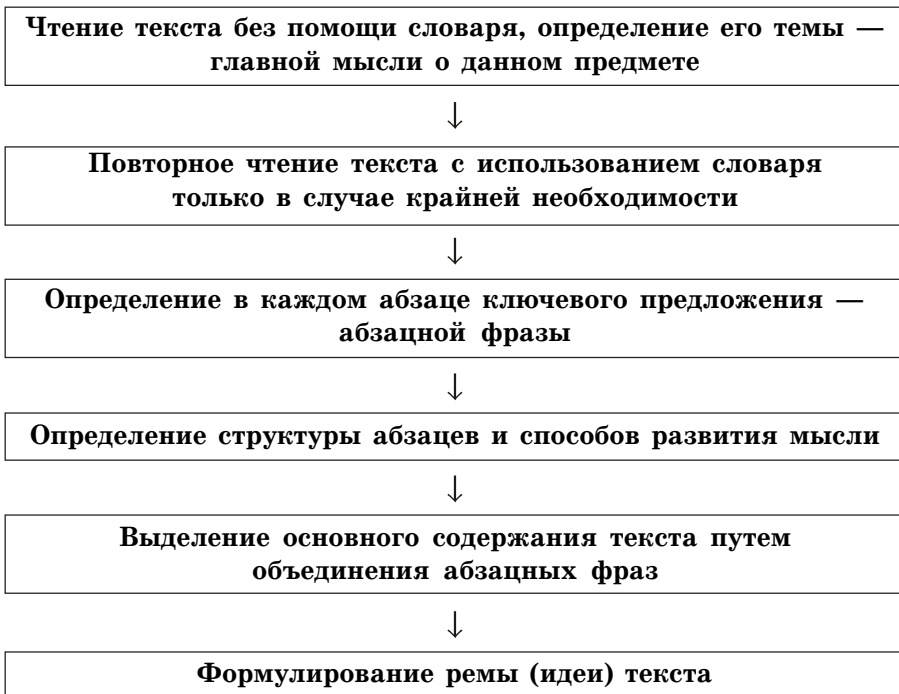 Чтение текста без помощи словаря, определение его темы —
главной мысли о данном предмете
↓
Повторное чтение текста с использованием словаря
только в случае крайней необходимости
↓
Определение в каждом абзаце ключевого предложения —
абзацной фразы
↓
Определение структуры абзацев и способов развития мысли
↓
Выделение основного содержания текста путем
объединения абзацных фраз
↓
Формулирование ремы (идеи) текста